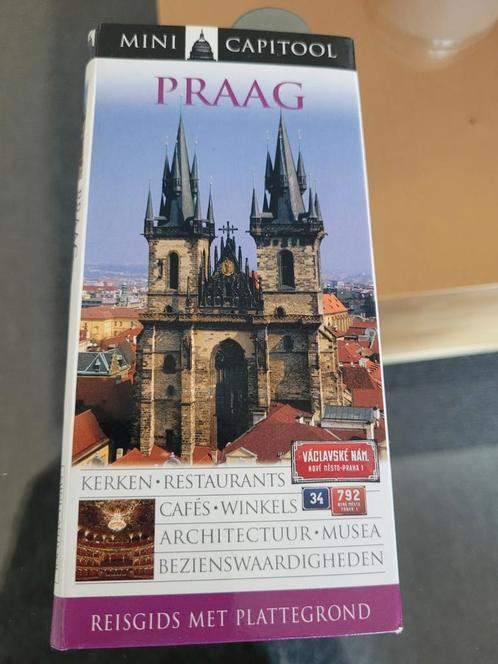 MINI CAPITOOL
PRAAG
VÁCLAVSKÉ NÁM.
NOVÉ MĚSTO-PRAHA 1
KERKEN • RESTAURANTS
34
792
CAFÉS • WINKELS
ARCHITECTUUR • MUSEA
BEZIENSWAARDIGHEDEN
REISGIDS MET PLATTEGROND